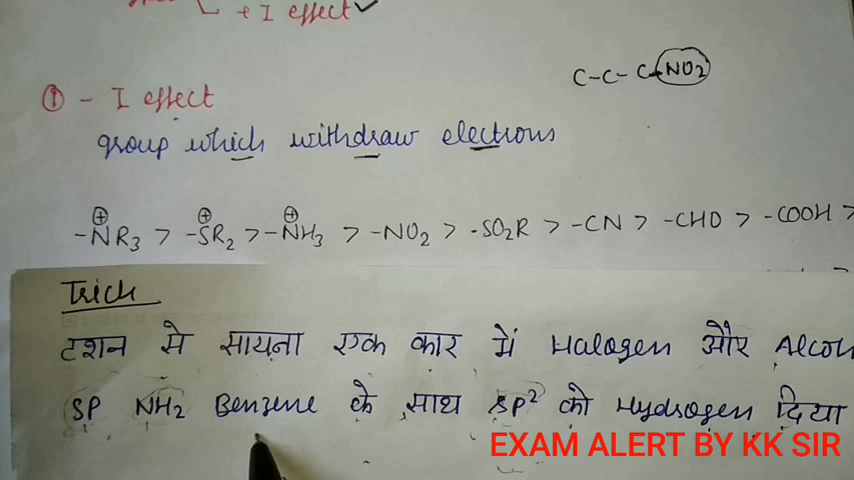 + I effect
C-C-C-NO2
① - I effect
group which withdraw electrons
-N⊕R3 > -S⊕R2 > -N⊕H3 > -NO2 > -SO2R > -CN > -CHO > -COOH >
Trick
टशन से सायना एक कार में Halogen और Alcoh
SP NH2 Benzene के साथ SP² को Hydrogen दिया
EXAM ALERT BY KK SIR